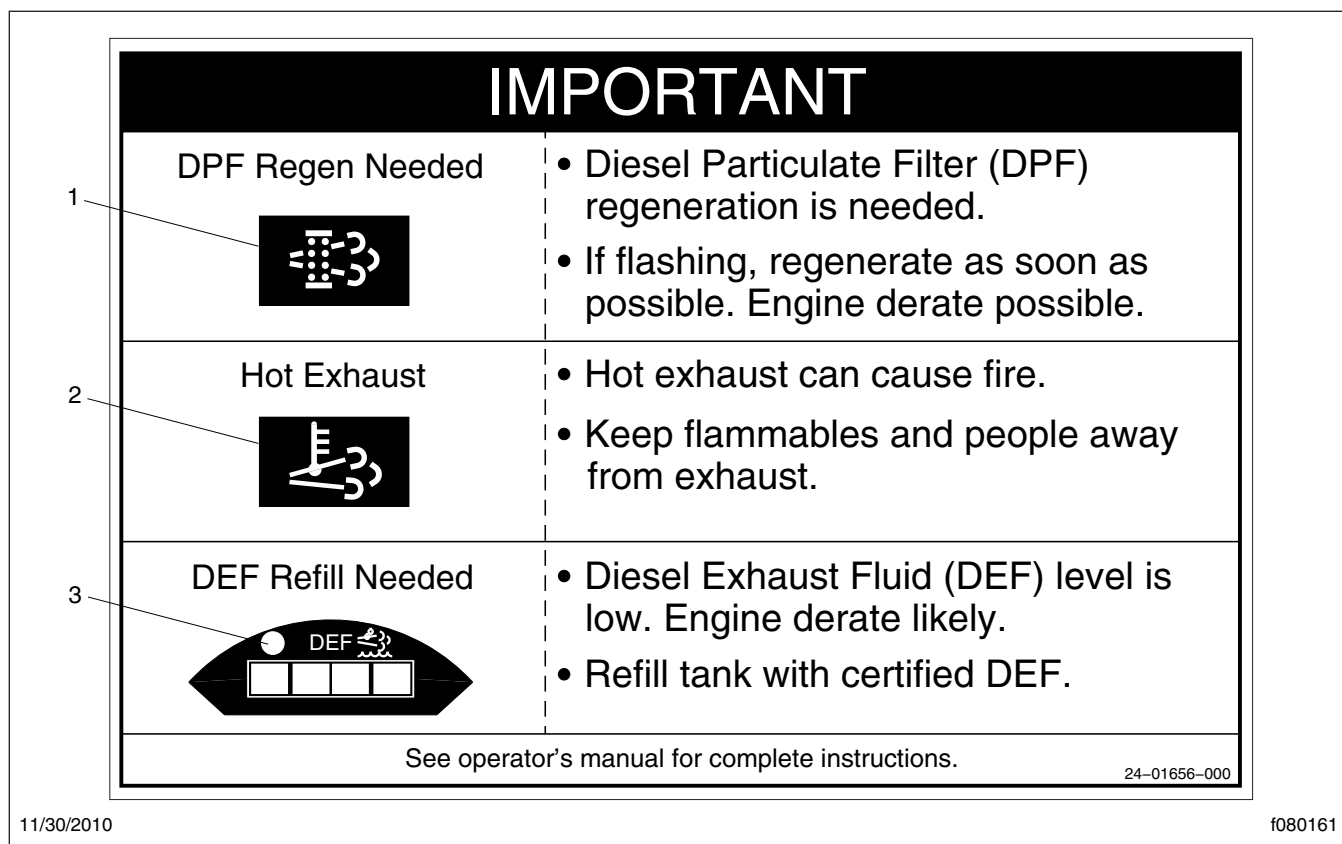 IMPORTANT
DPF Regen Needed
1
• Diesel Particulate Filter (DPF)
regeneration is needed.
• If flashing, regenerate as soon as
possible. Engine derate possible.
Hot Exhaust
2
• Hot exhaust can cause fire.
• Keep flammables and people away
from exhaust.
DEF Refill Needed
3
DEF
• Diesel Exhaust Fluid (DEF) level is
low. Engine derate likely.
• Refill tank with certified DEF.
See operator's manual for complete instructions.
24–01656–000
11/30/2010
f080161